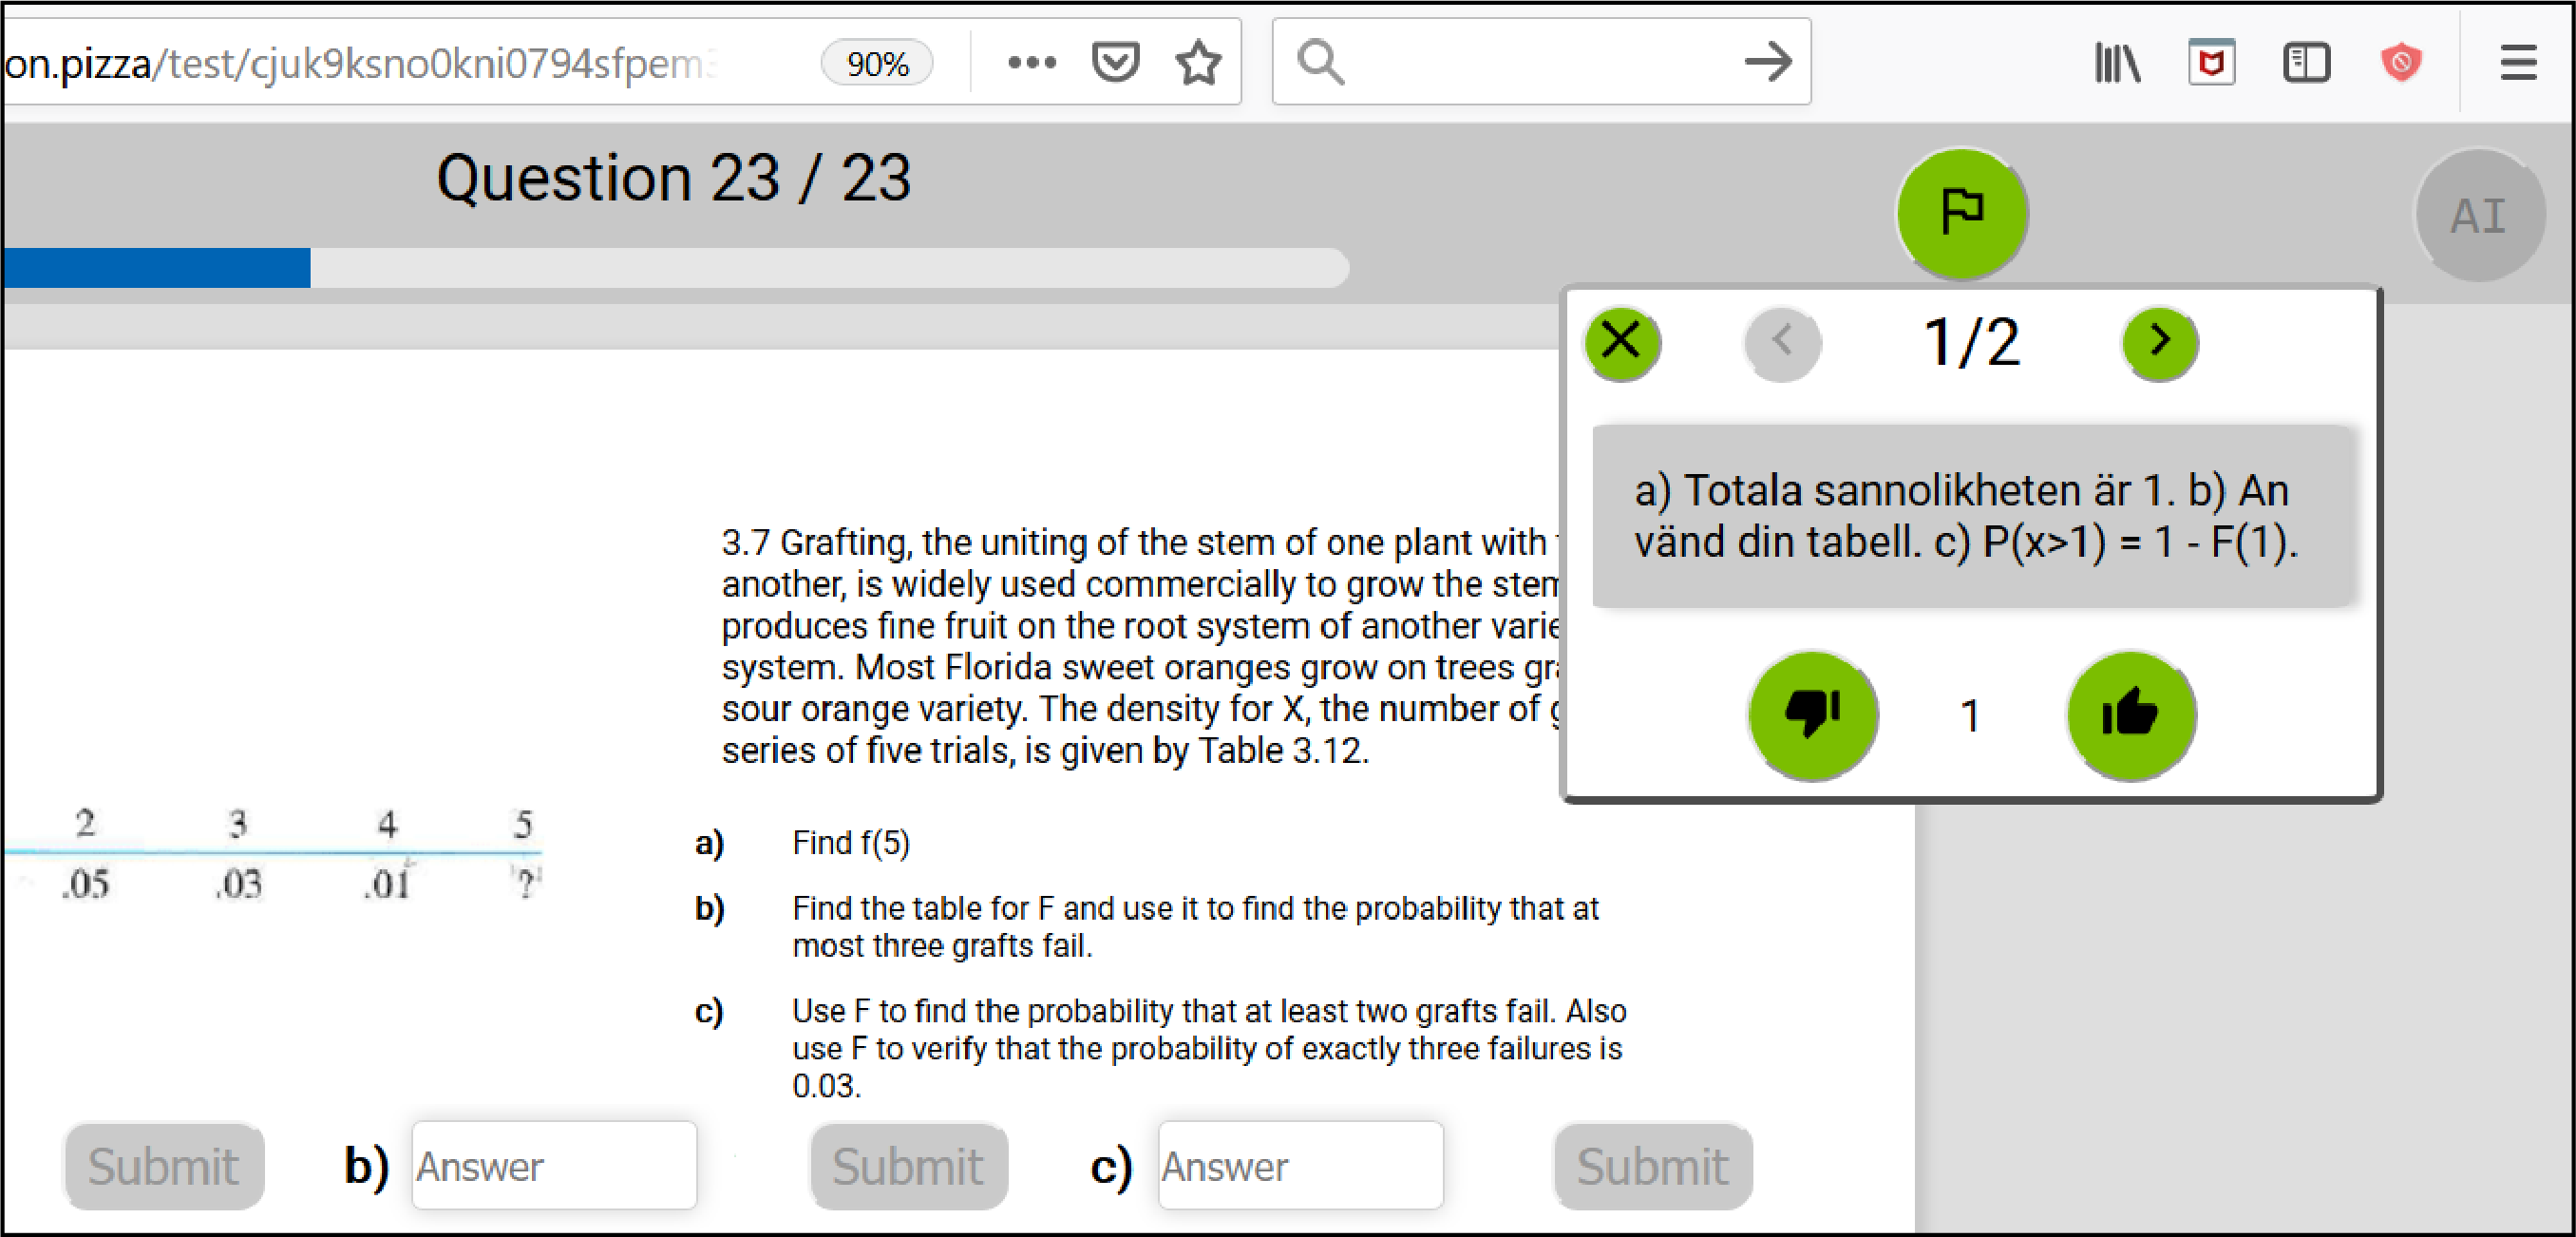 on.pizza/test/cjuk9ksno0kni0794sfpem
90%
Question 23 / 23
AI
1/2
a) Totala sannolikheten är 1. b) An
vänd din tabell. c) P(x>1) = 1 - F(1).
1
3.7 Grafting, the uniting of the stem of one plant with
another, is widely used commercially to grow the stem
produces fine fruit on the root system of another varie
system. Most Florida sweet oranges grow on trees gra
sour orange variety. The density for X, the number of g
series of five trials, is given by Table 3.12.
2 3 4 5
.05 .03 .01 ?
a) Find f(5)
b) Find the table for F and use it to find the probability that at
most three grafts fail.
c) Use F to find the probability that at least two grafts fail. Also
use F to verify that the probability of exactly three failures is
0.03.
Submit b) Answer Submit c) Answer Submit